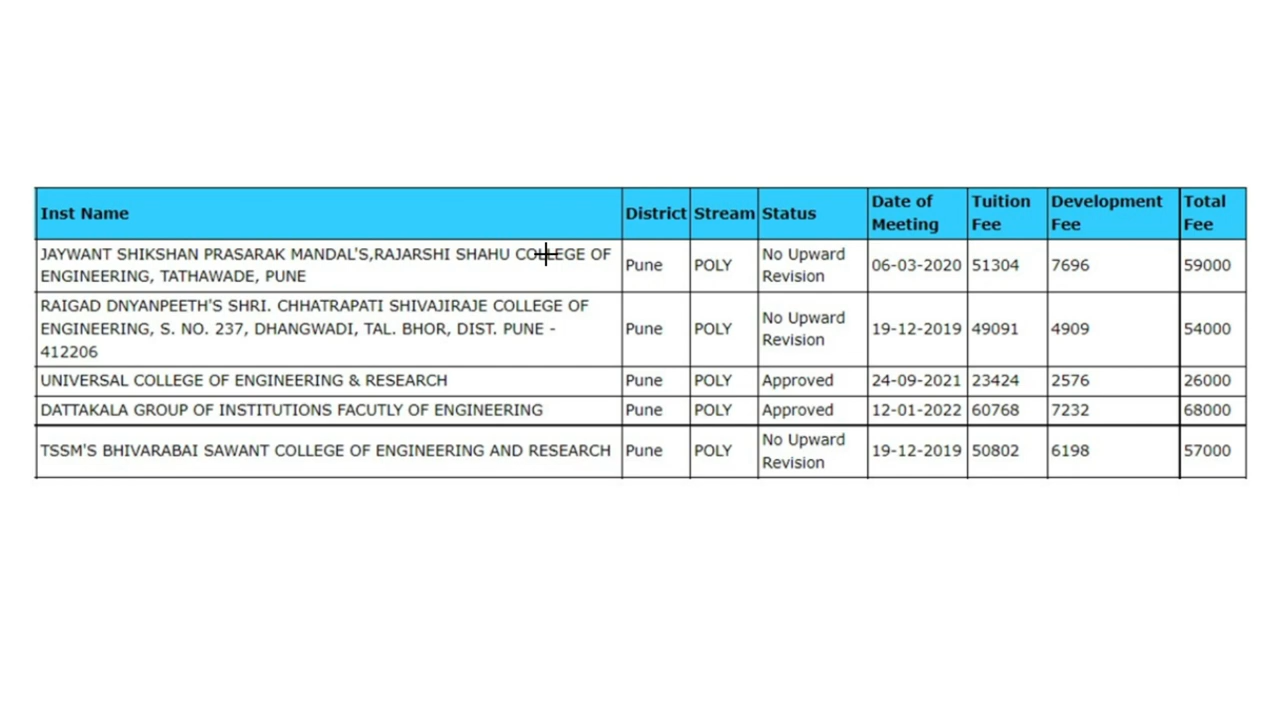 Inst Name District Stream Status Date of Meeting Tuition Fee Development Fee Total Fee
JAYWANT SHIKSHAN PRASARAK MANDAL'S,RAJARSHI SHAHU COLLEGE OF
ENGINEERING, TATHAWADE, PUNE
Pune POLY No Upward Revision 06-03-2020 51304 7696 59000
RAIGAD DNYANPEETH'S SHRI. CHHATRAPATI SHIVAJIRAJE COLLEGE OF
ENGINEERING, S. NO. 237, DHANGWADI, TAL. BHOR, DIST. PUNE -
412206
Pune POLY No Upward Revision 19-12-2019 49091 4909 54000
UNIVERSAL COLLEGE OF ENGINEERING & RESEARCH Pune POLY Approved 24-09-2021 23424 2576 26000
DATTAKALA GROUP OF INSTITUTIONS FACUTLY OF ENGINEERING Pune POLY Approved 12-01-2022 60768 7232 68000
TSSM'S BHIVARABAI SAWANT COLLEGE OF ENGINEERING AND RESEARCH Pune POLY No Upward Revision 19-12-2019 50802 6198 57000